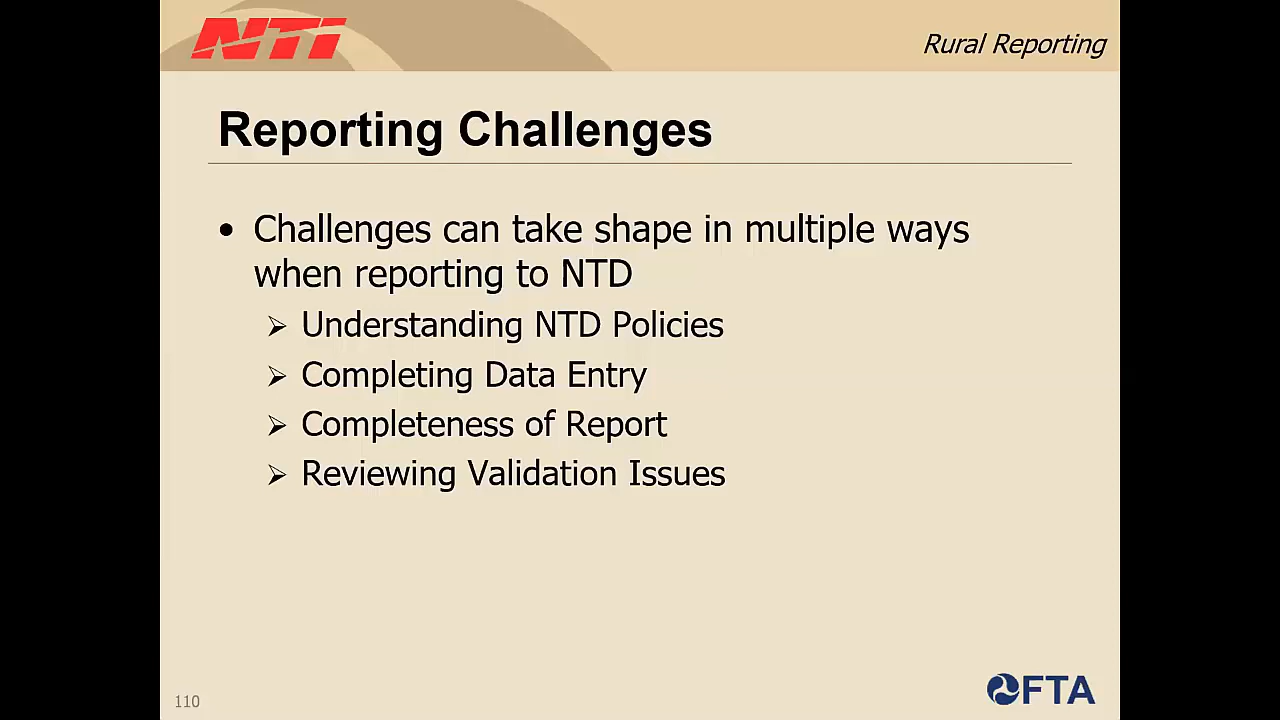 NTI
Rural Reporting
Reporting Challenges
• Challenges can take shape in multiple ways
when reporting to NTD
➢ Understanding NTD Policies
➢ Completing Data Entry
➢ Completeness of Report
➢ Reviewing Validation Issues
110
FTA